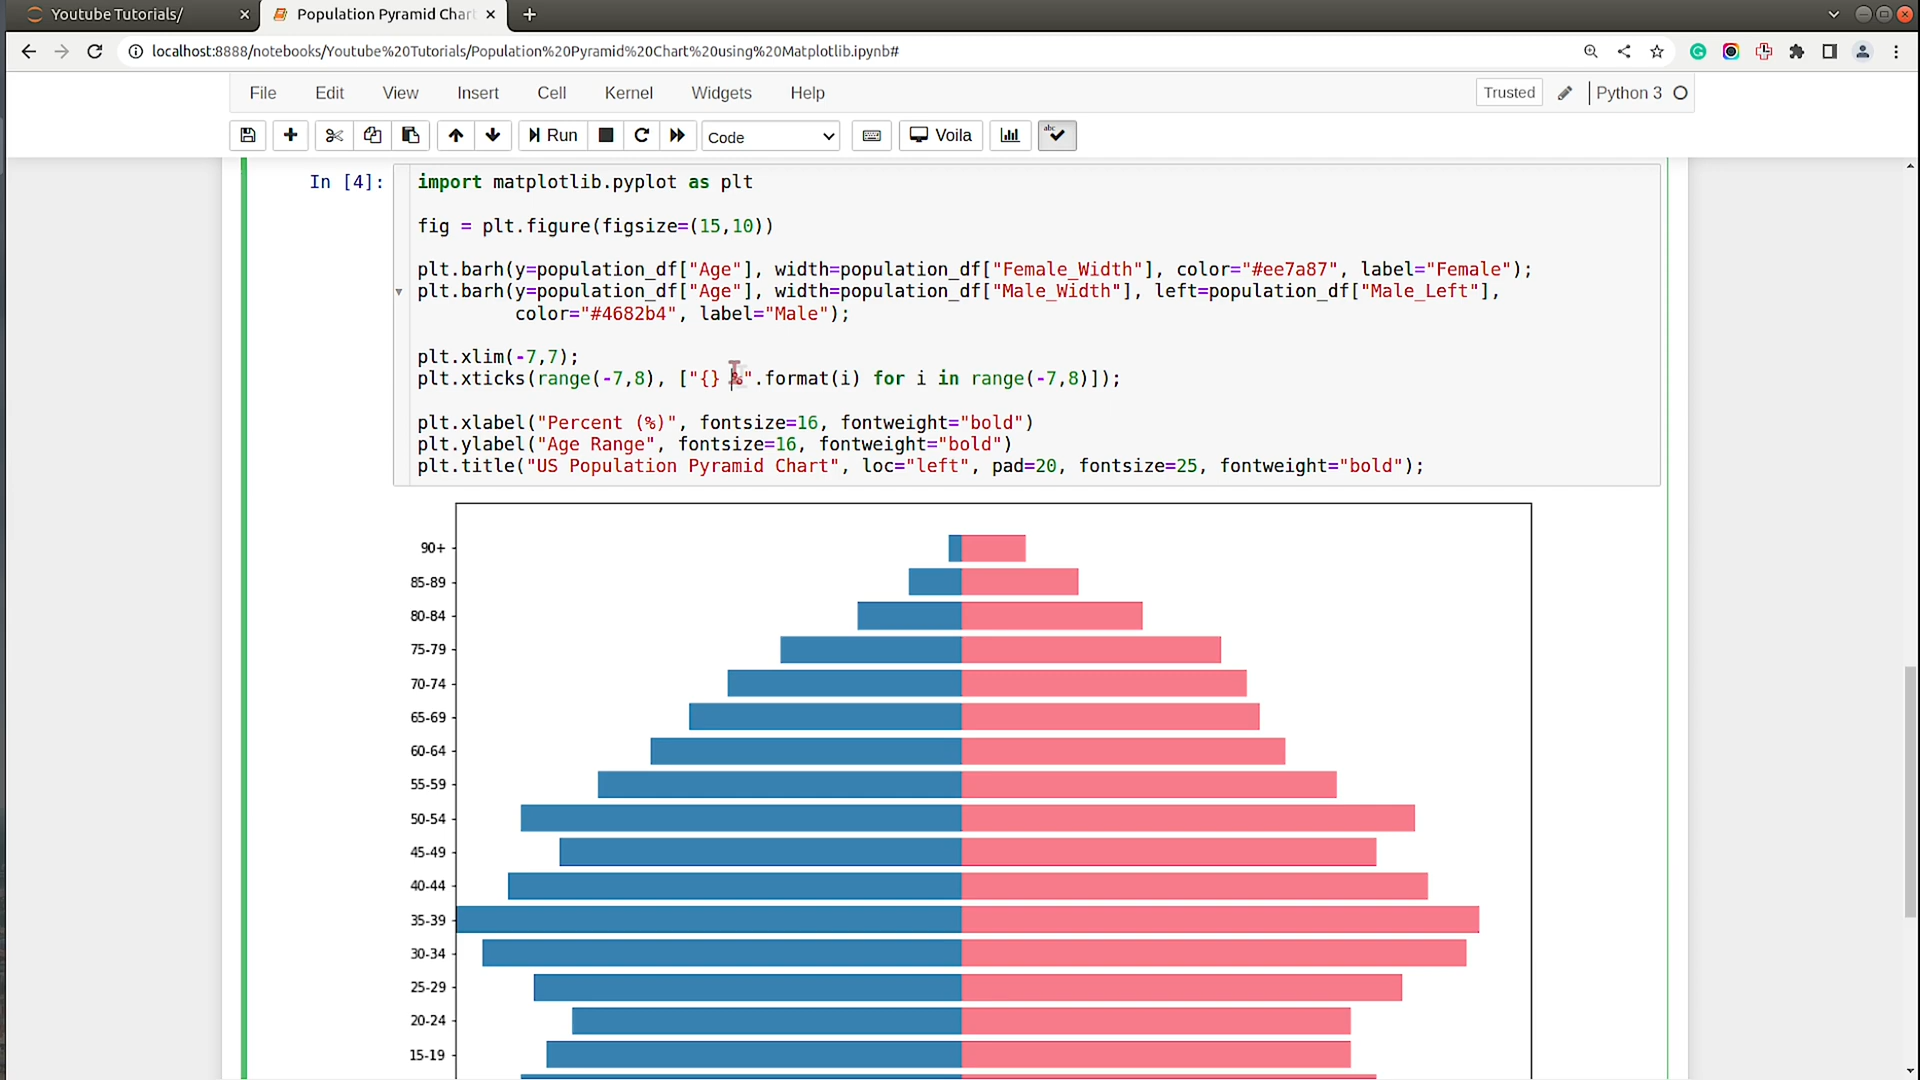 Youtube Tutorials/
Population Pyramid Char
localhost:8888/notebooks/Youtube%20Tutorials/Population%20Pyramid%20Chart%20using%20Matplotlib.ipynb#
File Edit View Insert Cell Kernel Widgets Help Trusted Python 3
Run Code Voila abc
In [4]:
import matplotlib.pyplot as plt
fig = plt.figure(figsize=(15,10))
plt.barh(y=population_df["Age"], width=population_df["Female_Width"], color="#ee7a87", label="Female");
plt.barh(y=population_df["Age"], width=population_df["Male_Width"], left=population_df["Male_Left"],
color="#4682b4", label="Male");
plt.xlim(-7,7);
plt.xticks(range(-7,8), ["{} %".format(i) for i in range(-7,8)]);
plt.xlabel("Percent (%)", fontsize=16, fontweight="bold")
plt.ylabel("Age Range", fontsize=16, fontweight="bold")
plt.title("US Population Pyramid Chart", loc="left", pad=20, fontsize=25, fontweight="bold");
90+
85-89
80-84
75-79
70-74
65-69
60-64
55-59
50-54
45-49
40-44
35-39
30-34
25-29
20-24
15-19